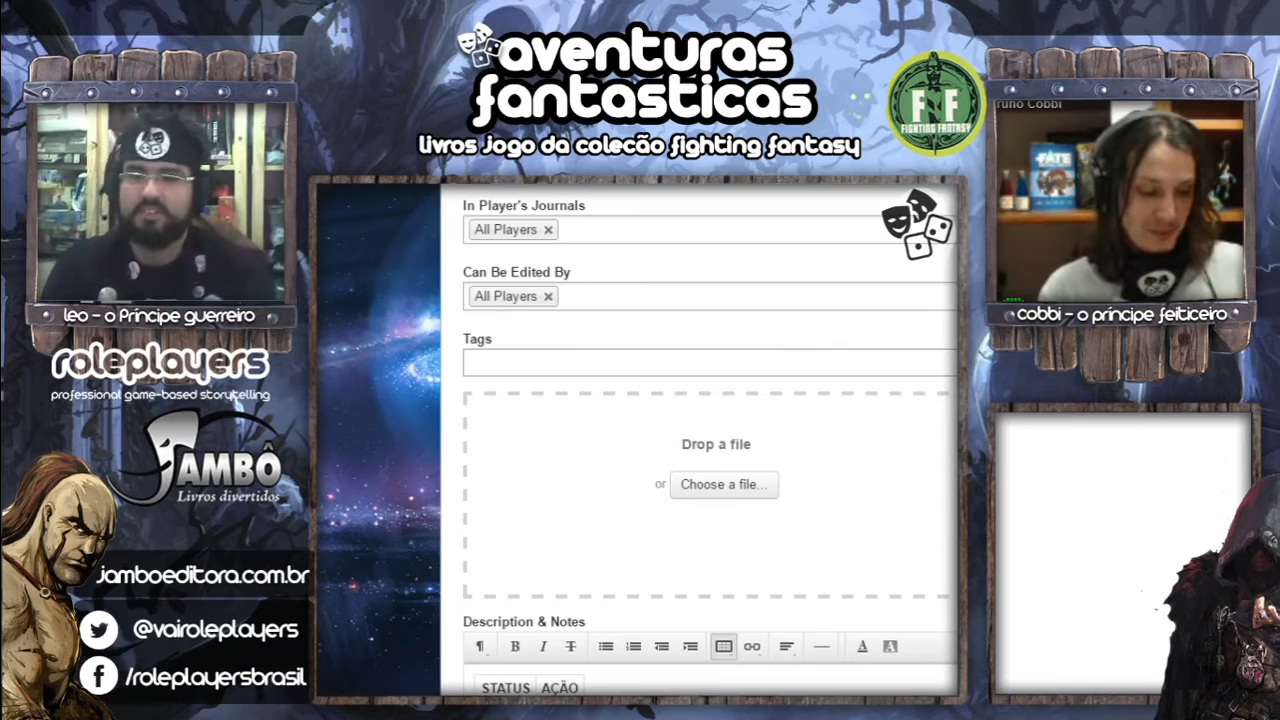 aventuras
fantasticas
livros jogo da colecão fighting fantasy
F F
FIGHTING FANTASY
runo Cobbi
FATE
leo - o Príncipe guerreiro
cobbi - o príncipe feiticeiro
roleplayers
professional game-based storytelling
JAMBÔ
Livros divertidos
jamboeditora.com.br
@vairoleplayers
/roleplayersbrasil
In Player's Journals
All Players ×
Can Be Edited By
All Players ×
Tags
Drop a file
or Choose a file...
Description & Notes
STATUS AÇÃO